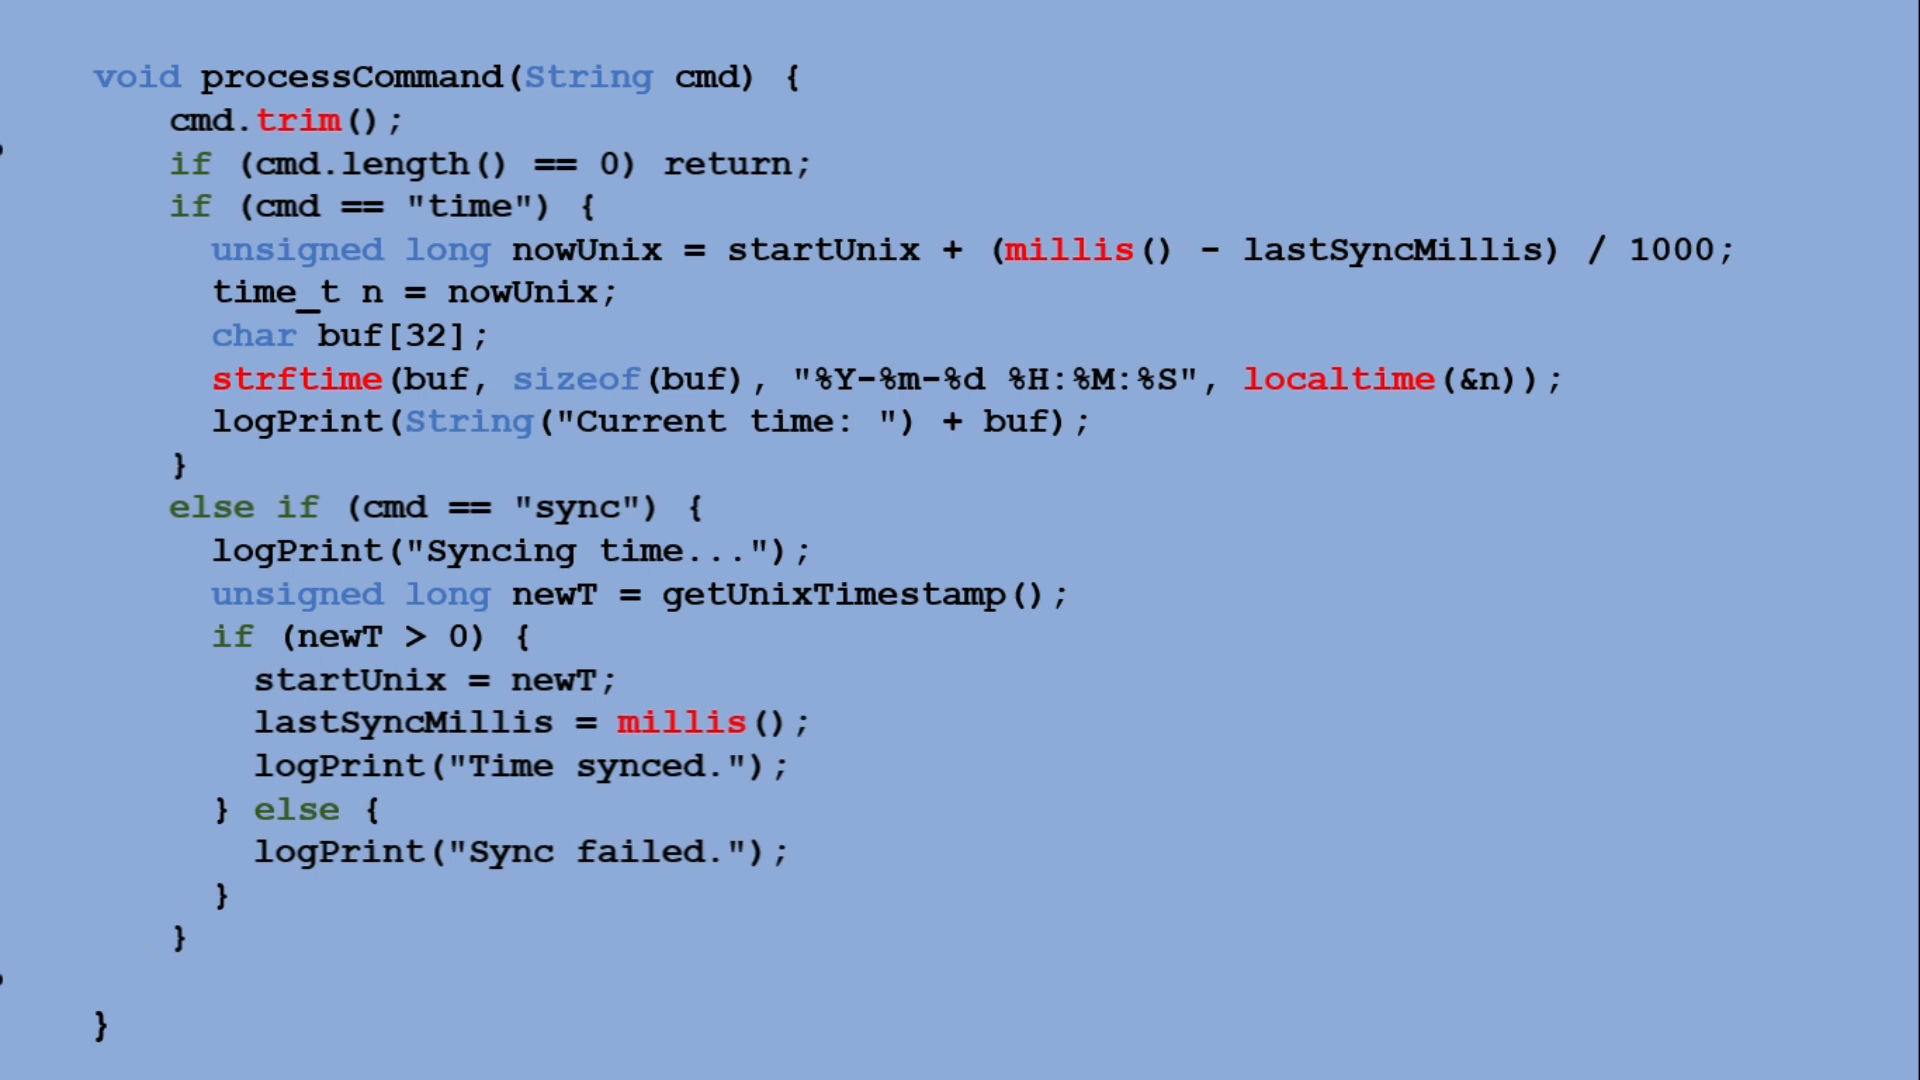 void processCommand(String cmd) {
cmd.trim();
if (cmd.length() == 0) return;
if (cmd == "time") {
unsigned long nowUnix = startUnix + (millis() - lastSyncMillis) / 1000;
time_t n = nowUnix;
char buf[32];
strftime(buf, sizeof(buf), "%Y-%m-%d %H:%M:%S", localtime(&n));
logPrint(String("Current time: ") + buf);
}
else if (cmd == "sync") {
logPrint("Syncing time...");
unsigned long newT = getUnixTimestamp();
if (newT > 0) {
startUnix = newT;
lastSyncMillis = millis();
logPrint("Time synced.");
} else {
logPrint("Sync failed.");
}
}
}